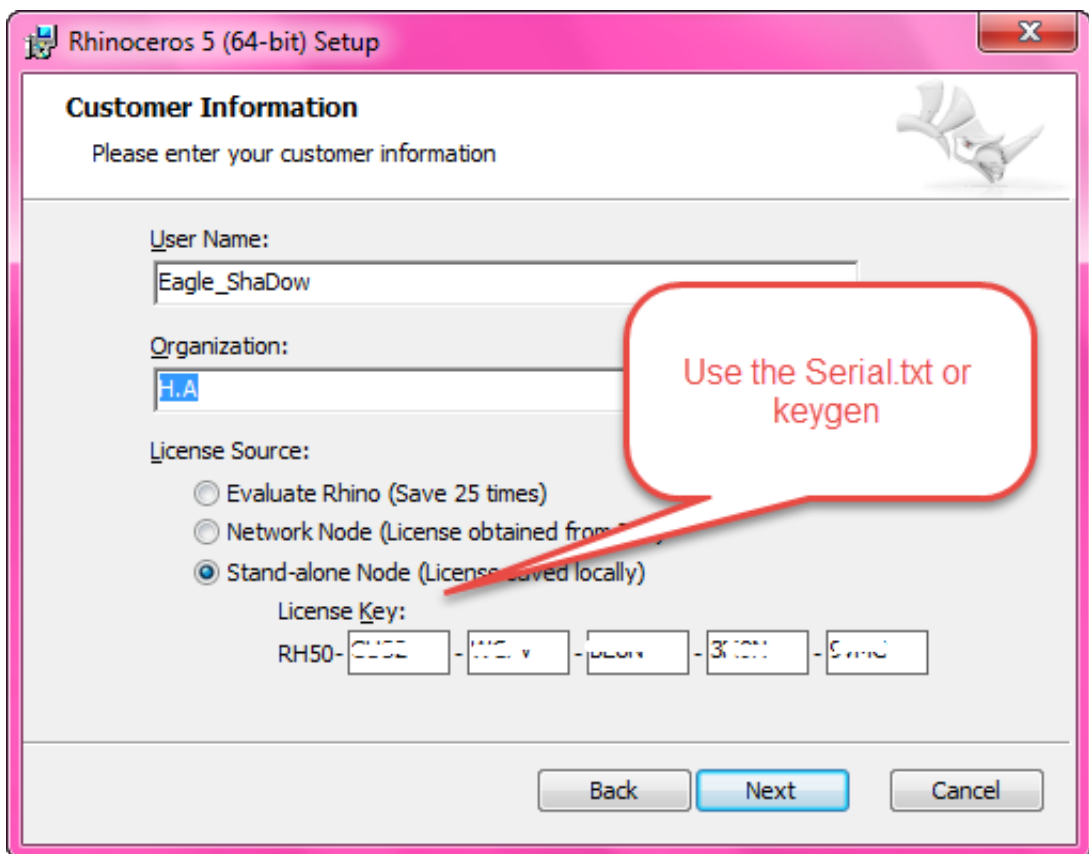 Rhinoceros 5 (64-bit) Setup
Customer Information
Please enter your customer information
User Name:
Eagle_ShaDow
Organization:
H.A
Use the Serial.txt or
keygen
License Source:
Evaluate Rhino (Save 25 times)
Network Node (License obtained from
Stand-alone Node (License saved locally)
License Key:
RH50- - - - -
Back Next Cancel